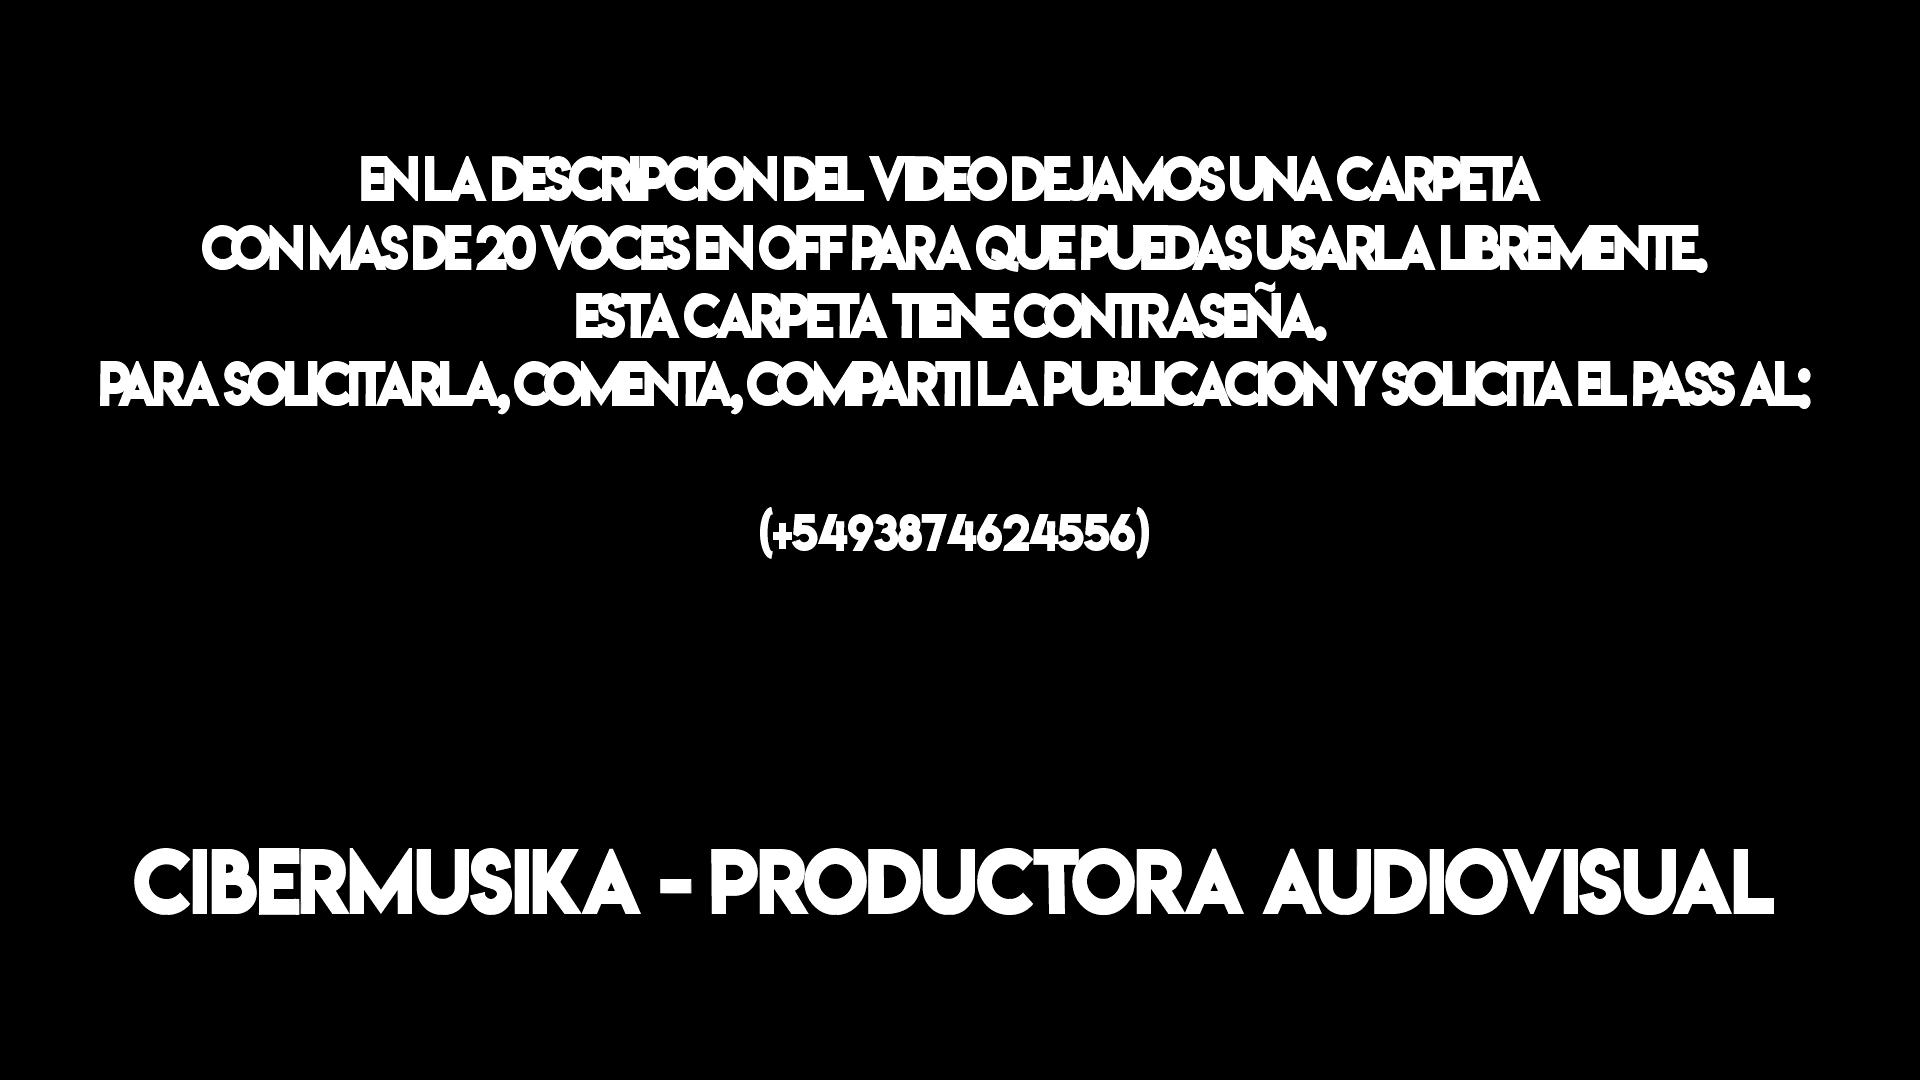 EN LA DESCRIPCION DEL VIDEO DEJAMOS UNA CARPETA
CON MAS DE 20 VOCES EN OFF PARA QUE PUEDAS USARLA LIBREMENTE.
ESTA CARPETA TIENE CONTRASEÑA.
PARA SOLICITARLA, COMENTA, COMPARTI LA PUBLICACION Y SOLICITA EL PASS AL:
(+5493874624556)
CIBERMUSIKA - PRODUCTORA AUDIOVISUAL